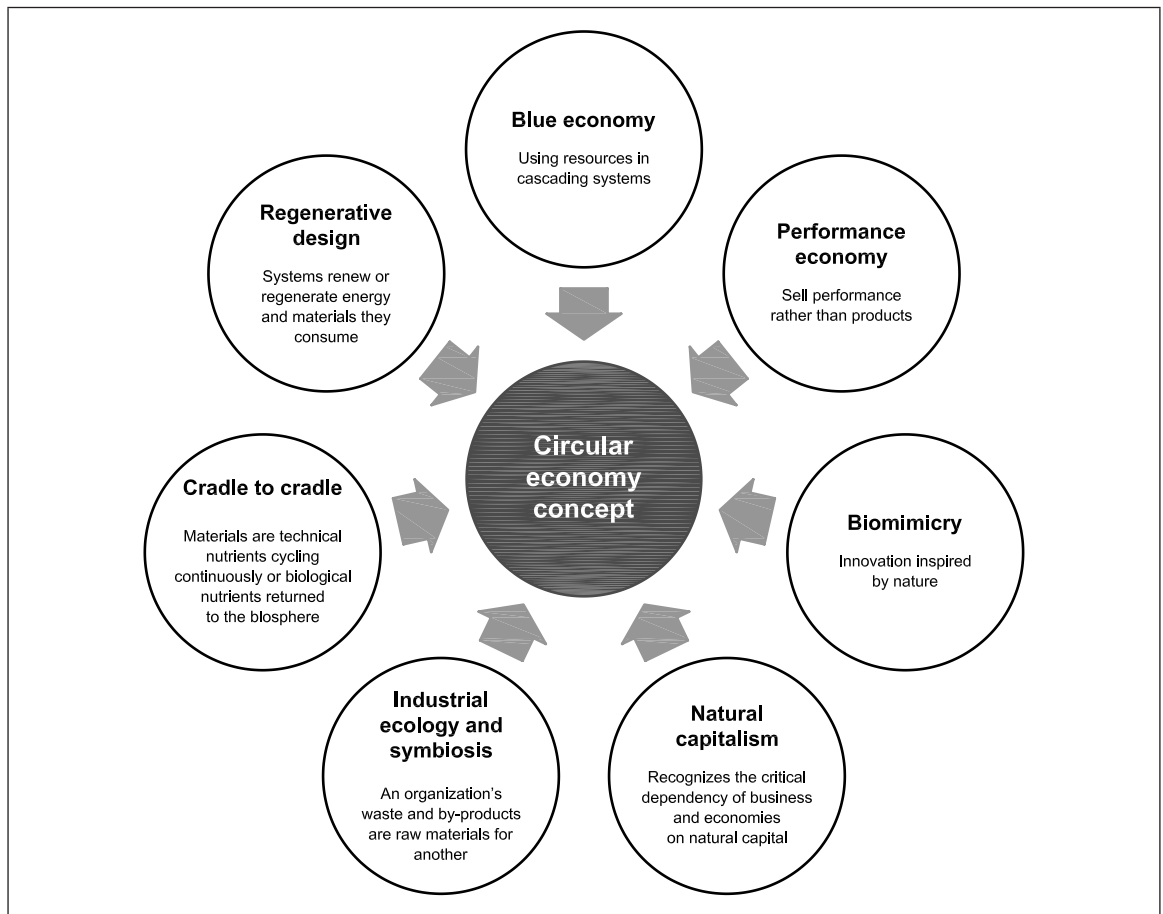 Blue economy
Using resources in
cascading systems
Performance
economy
Sell performance
rather than products
Biomimicry
Innovation inspired
by nature
Natural
capitalism
Recognizes the critical
dependency of business
and economies
on natural capital
Industrial
ecology and
symbiosis
An organization’s
waste and by-products
are raw materials for
another
Cradle to cradle
Materials are technical
nutrients cycling
continuously or biological
nutrients returned
to the blosphere
Regenerative
design
Systems renew or
regenerate energy
and materials they
consume
Circular
economy
concept